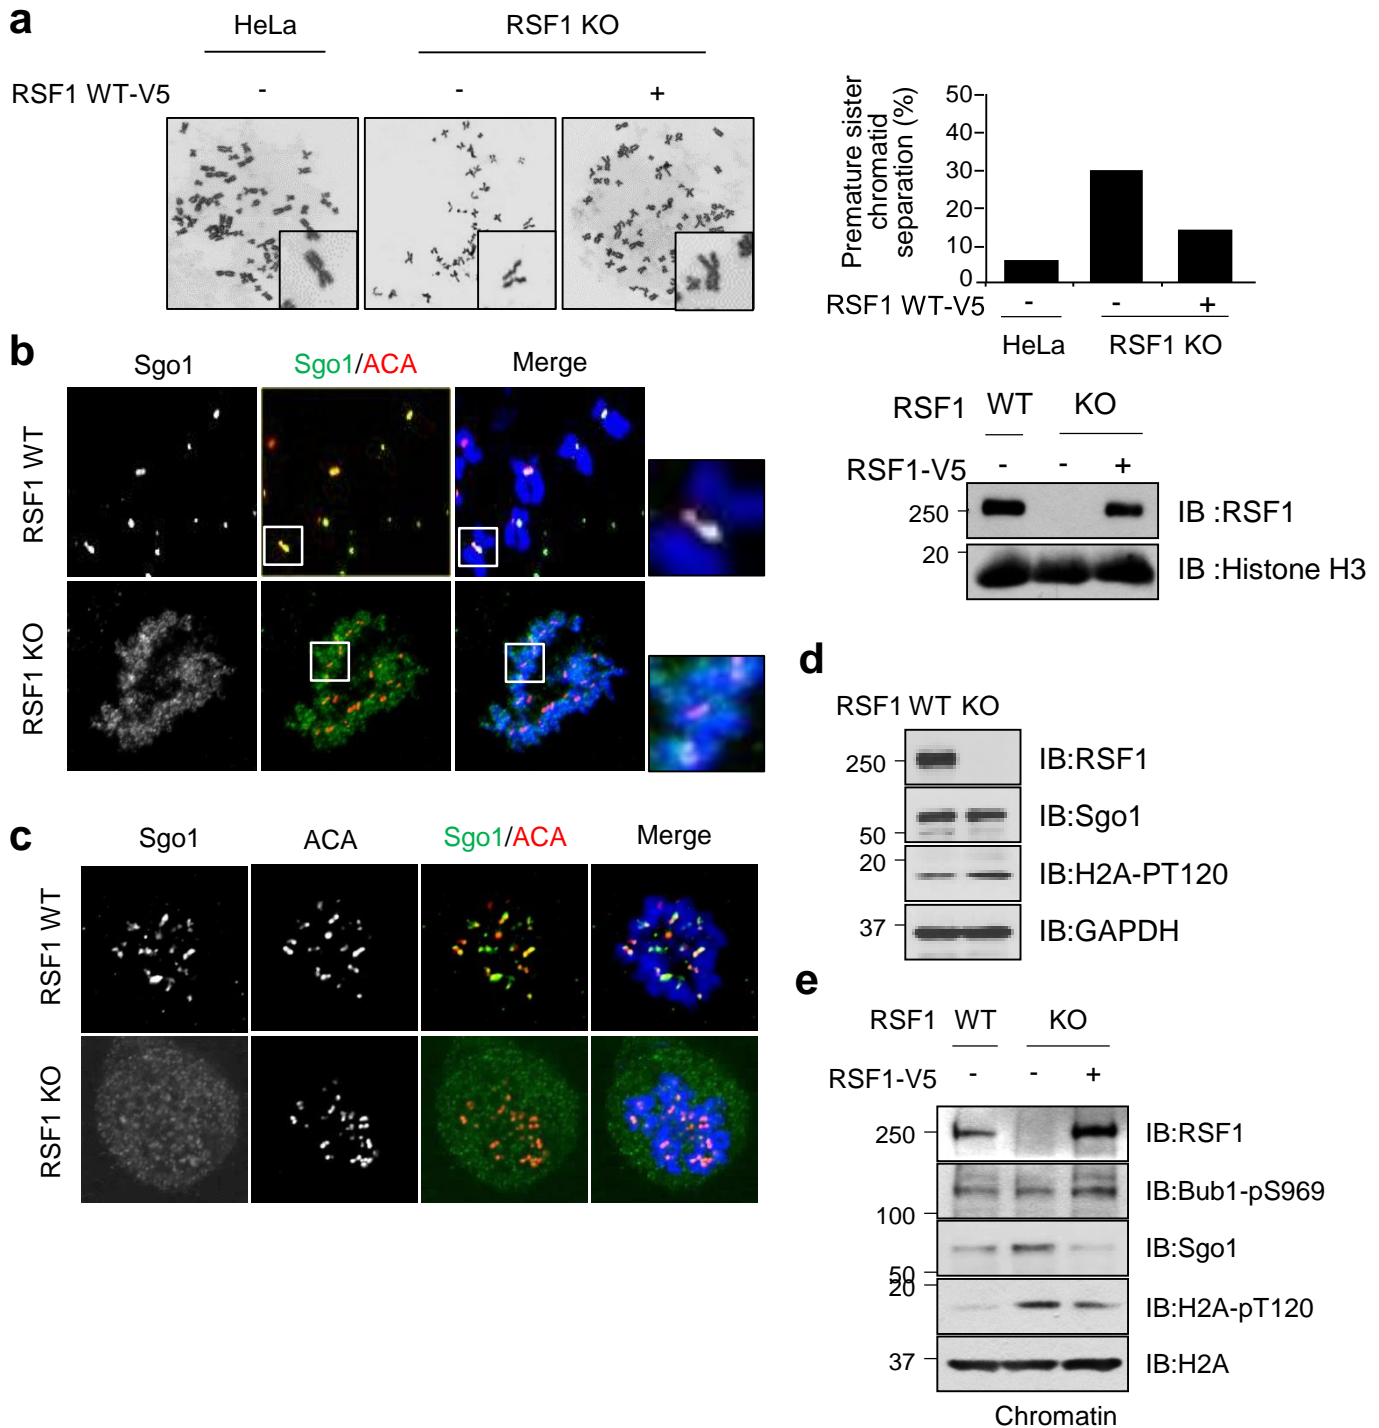 a
HeLa
RSF1 KO
RSF1 WT-V5
-
-
+
Premature sister
chromatid
separation (%)
50
40
30
20
10
0
RSF1 WT-V5
-
-
+
HeLa
RSF1 KO
RSF1
WT
KO
RSF1-V5
-
-
+
250
IB :RSF1
20
IB :Histone H3
b
Sgo1
Sgo1/ACA
Merge
RSF1 WT
RSF1 KO
c
Sgo1
ACA
Sgo1/ACA
Merge
RSF1 WT
RSF1 KO
d
RSF1 WT KO
250
IB:RSF1
IB:Sgo1
50
20
IB:H2A-PT120
37
IB:GAPDH
e
RSF1
WT
KO
RSF1-V5
-
-
+
250
IB:RSF1
IB:Bub1-pS969
100
IB:Sgo1
50
20
IB:H2A-pT120
37
IB:H2A
Chromatin